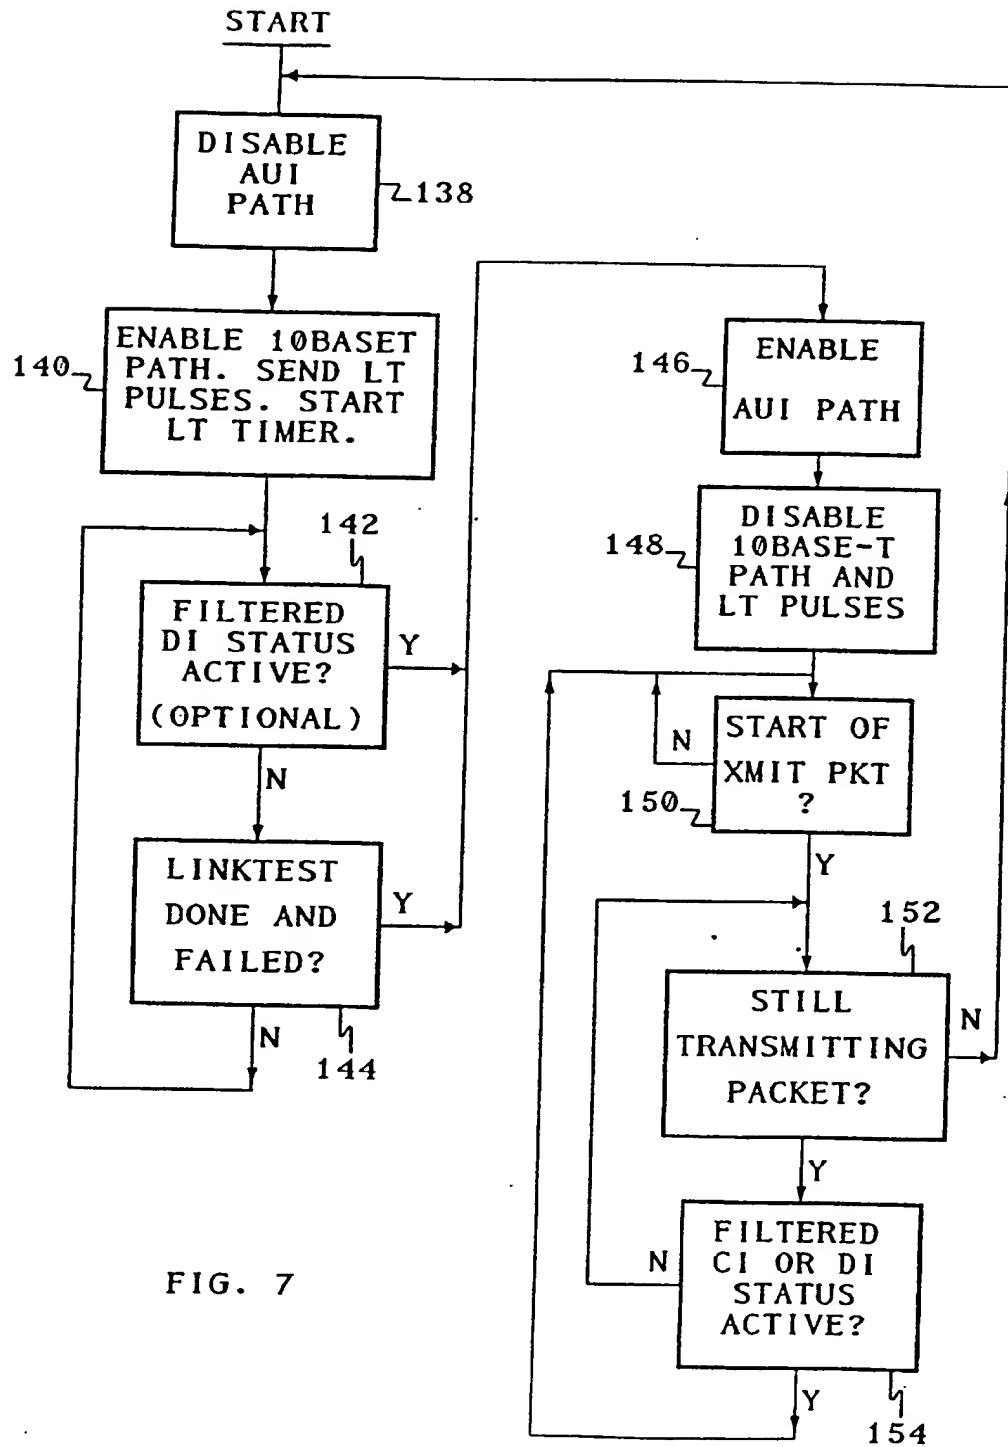 START
DISABLE
AUI
PATH
138
ENABLE 10BASET
PATH. SEND LT
PULSES. START
LT TIMER.
140
142
FILTERED
DI STATUS
ACTIVE?
(OPTIONAL)
Y
N
LINKTEST
DONE AND
FAILED?
Y
N
144
ENABLE
AUI PATH
146
DISABLE
10BASE-T
PATH AND
LT PULSES
148
START OF
XMIT PKT
?
N
150
Y
152
STILL
TRANSMITTING
PACKET?
N
Y
FILTERED
CI OR DI
STATUS
ACTIVE?
N
Y
154
FIG. 7